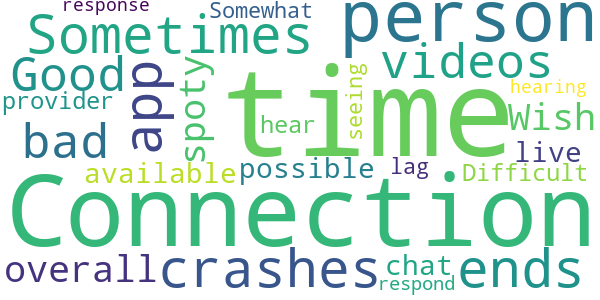 response
Somewhat
person
Sometimes
Good
app
spoty
videos
time
seeing
hearing
provider
hear
Wish
bad
available
possible
lag
live
Difficult
Connection
overall
crashes
chat
respond
ends